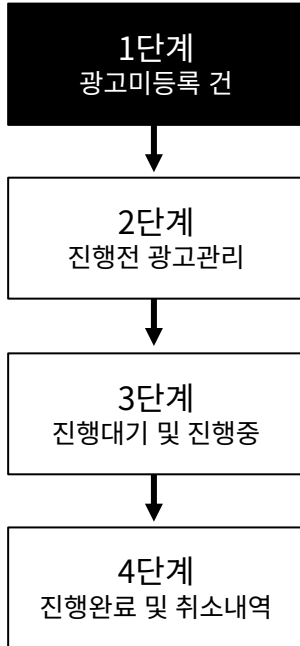 1단계
광고미등록 건
2단계
진행전 광고관리
3단계
진행대기 및 진행중
4단계
진행완료 및 취소내역